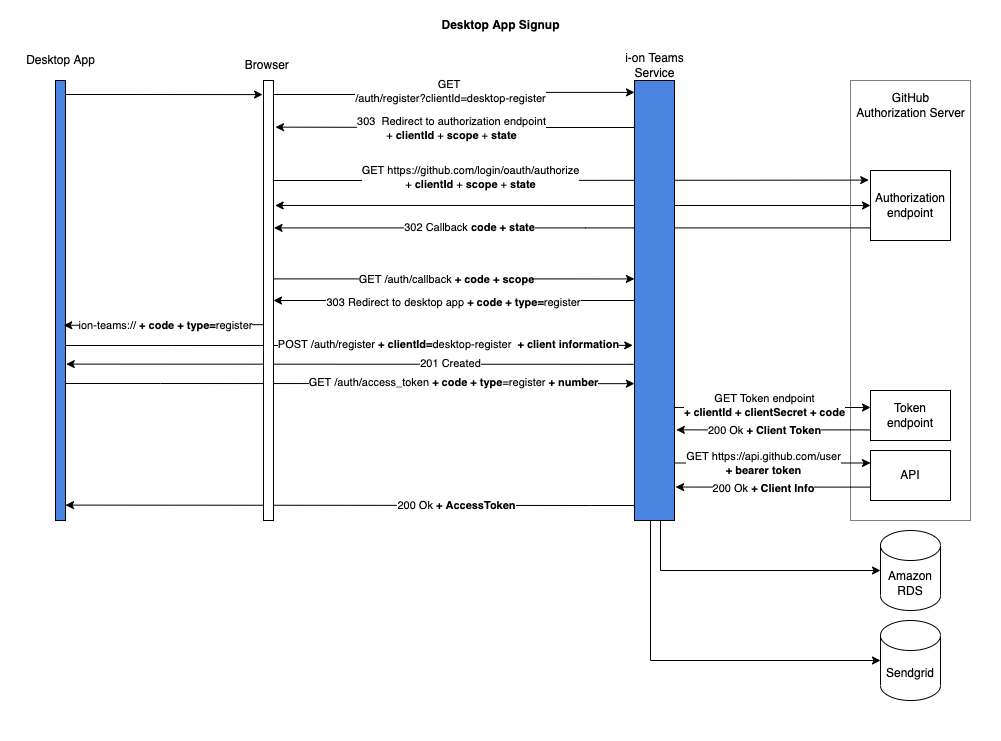 Desktop App Signup
Desktop App
Browser
i-on Teams
Service
GitHub
Authorization Server
GET
/auth/register?clientId=desktop-register
303  Redirect to authorization endpoint
+ clientId + scope + state
GET https://github.com/login/oauth/authorize
+ clientId + scope + state
Authorization
endpoint
302 Callback code + state
GET /auth/callback + code + scope
303 Redirect to desktop app + code + type=register
ion-teams:// + code + type=register
POST /auth/register + clientId=desktop-register  + client information
201 Created
GET /auth/access_token + code + type=register + number
GET Token endpoint
+ clientId + clientSecret + code
Token
endpoint
200 Ok + Client Token
GET https://api.github.com/user
+ bearer token
API
200 Ok + Client Info
200 Ok + AccessToken
Amazon
RDS
Sendgrid